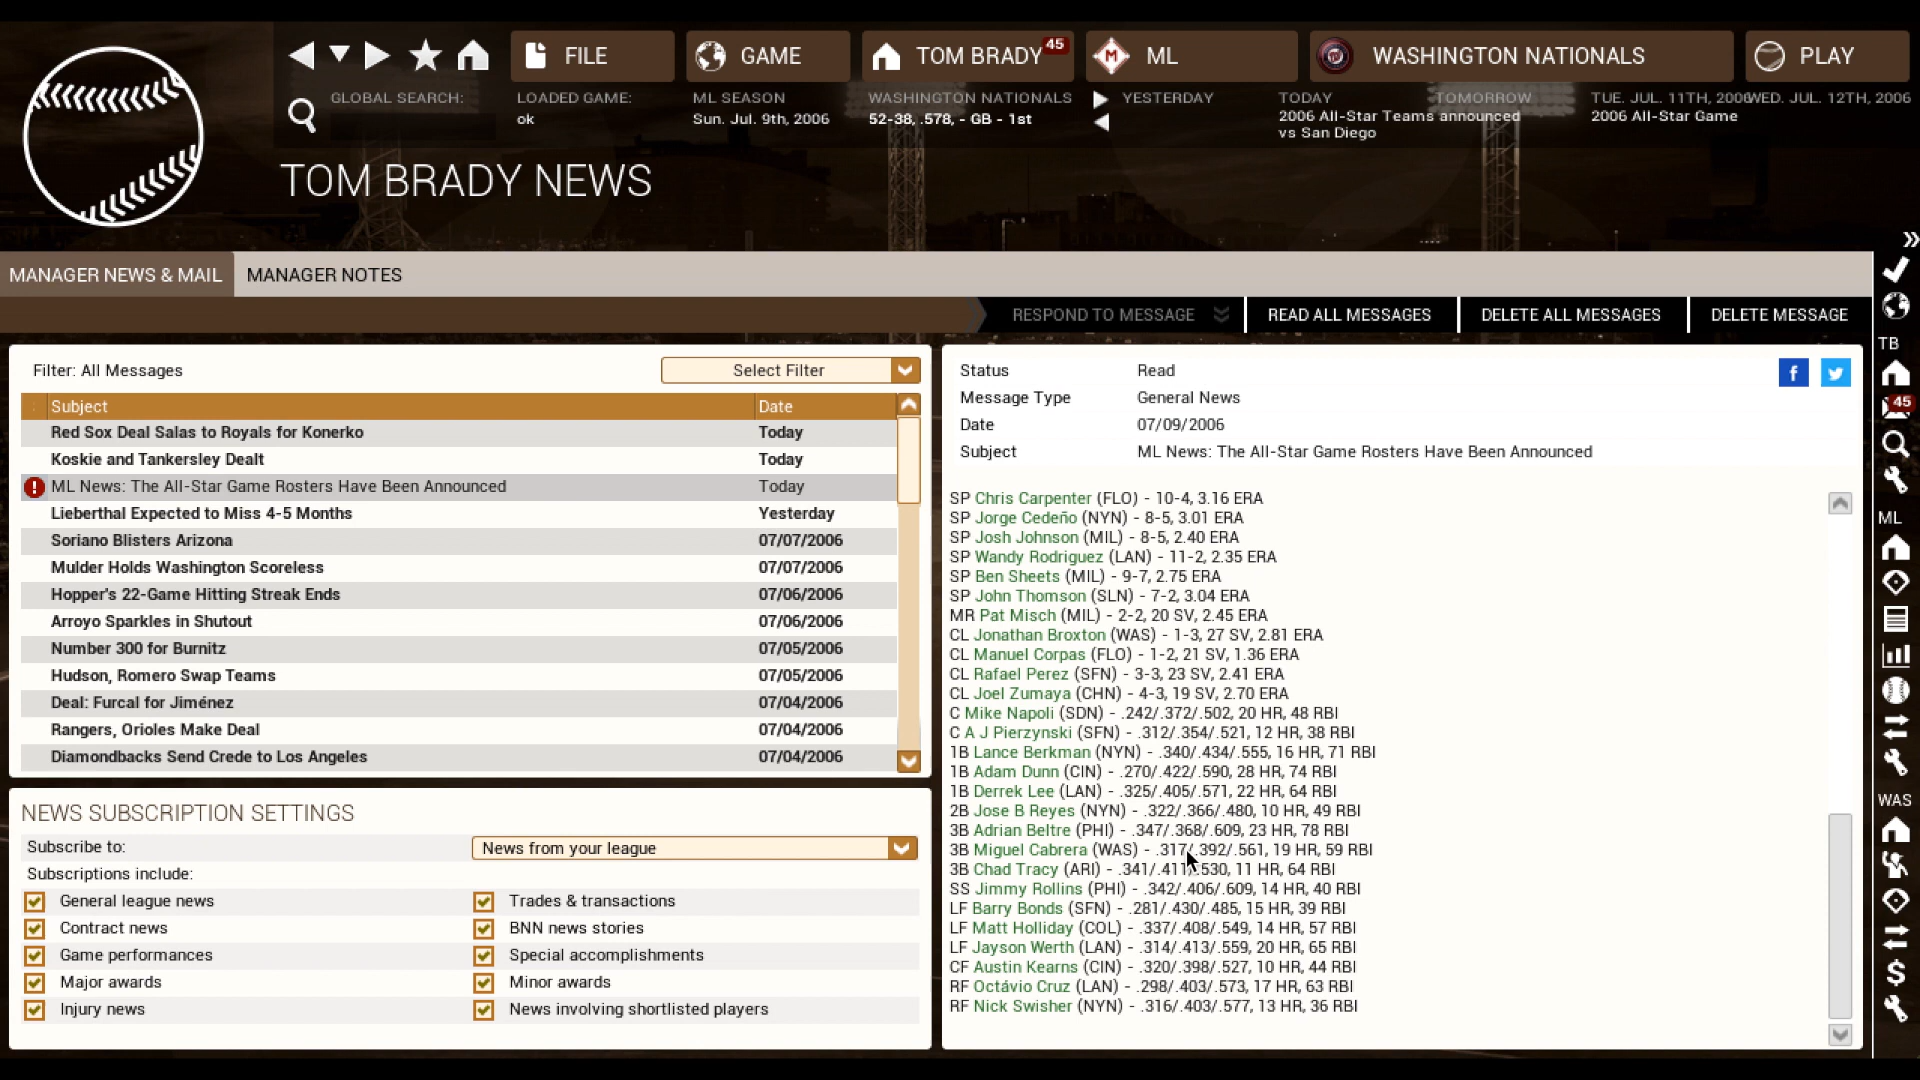 FILE
GAME
TOM BRADY 45
ML
WASHINGTON NATIONALS
PLAY
GLOBAL SEARCH:
LOADED GAME:
ok
ML SEASON
Sun. Jul. 9th, 2006
WASHINGTON NATIONALS
52-38, .578, - GB - 1st
YESTERDAY
TODAY
2006 All-Star Teams announced
vs San Diego
TOMORROW
TUE. JUL. 11TH, 2006
2006 All-Star Game
WED. JUL. 12TH, 2006
TOM BRADY NEWS
MANAGER NEWS & MAIL
MANAGER NOTES
RESPOND TO MESSAGE
READ ALL MESSAGES
DELETE ALL MESSAGES
DELETE MESSAGE
Filter: All Messages
Select Filter
Subject Date
Red Sox Deal Salas to Royals for Konerko Today
Koskie and Tankersley Dealt Today
ML News: The All-Star Game Rosters Have Been Announced Today
Lieberthal Expected to Miss 4-5 Months Yesterday
Soriano Blisters Arizona 07/07/2006
Mulder Holds Washington Scoreless 07/07/2006
Hopper's 22-Game Hitting Streak Ends 07/06/2006
Arroyo Sparkles in Shutout 07/06/2006
Number 300 for Burnitz 07/05/2006
Hudson, Romero Swap Teams 07/05/2006
Deal: Furcal for Jiménez 07/04/2006
Rangers, Orioles Make Deal 07/04/2006
Diamondbacks Send Crede to Los Angeles 07/04/2006
NEWS SUBSCRIPTION SETTINGS
Subscribe to: News from your league
Subscriptions include:
General league news Trades & transactions
Contract news BNN news stories
Game performances Special accomplishments
Major awards Minor awards
Injury news News involving shortlisted players
Status Read
Message Type General News
Date 07/09/2006
Subject ML News: The All-Star Game Rosters Have Been Announced
SP Chris Carpenter (FLO) - 10-4, 3.16 ERA
SP Jorge Cedeño (NYN) - 8-5, 3.01 ERA
SP Josh Johnson (MIL) - 8-5, 2.40 ERA
SP Wandy Rodriguez (LAN) - 11-2, 2.35 ERA
SP Ben Sheets (MIL) - 9-7, 2.75 ERA
SP John Thomson (SLN) - 7-2, 3.04 ERA
MR Pat Misch (MIL) - 2-2, 20 SV, 2.45 ERA
CL Jonathan Broxton (WAS) - 1-3, 27 SV, 2.81 ERA
CL Manuel Corpas (FLO) - 1-2, 21 SV, 1.36 ERA
CL Rafael Perez (SFN) - 3-3, 23 SV, 2.41 ERA
CL Joel Zumaya (CHN) - 4-3, 19 SV, 2.70 ERA
C Mike Napoli (SDN) - .242/.372/.502, 20 HR, 48 RBI
C A J Pierzynski (SFN) - .312/.354/.521, 12 HR, 38 RBI
1B Lance Berkman (NYN) - .340/.434/.555, 16 HR, 71 RBI
1B Adam Dunn (CIN) - .270/.422/.590, 28 HR, 74 RBI
1B Derrek Lee (LAN) - .325/.405/.571, 22 HR, 64 RBI
2B Jose B Reyes (NYN) - .322/.366/.480, 10 HR, 49 RBI
3B Adrian Beltre (PHI) - .347/.368/.609, 23 HR, 78 RBI
3B Miguel Cabrera (WAS) - .317/.392/.561, 19 HR, 59 RBI
3B Chad Tracy (ARI) - .341/.411/.530, 11 HR, 64 RBI
SS Jimmy Rollins (PHI) - .342/.406/.609, 14 HR, 40 RBI
LF Barry Bonds (SFN) - .281/.430/.485, 15 HR, 39 RBI
LF Matt Holliday (COL) - .337/.408/.549, 14 HR, 57 RBI
LF Jayson Werth (LAN) - .314/.413/.559, 20 HR, 65 RBI
CF Austin Kearns (CIN) - .320/.398/.527, 10 HR, 44 RBI
RF Octávio Cruz (LAN) - .298/.403/.573, 17 HR, 63 RBI
RF Nick Swisher (NYN) - .316/.403/.577, 13 HR, 36 RBI
TB
45
ML
WAS